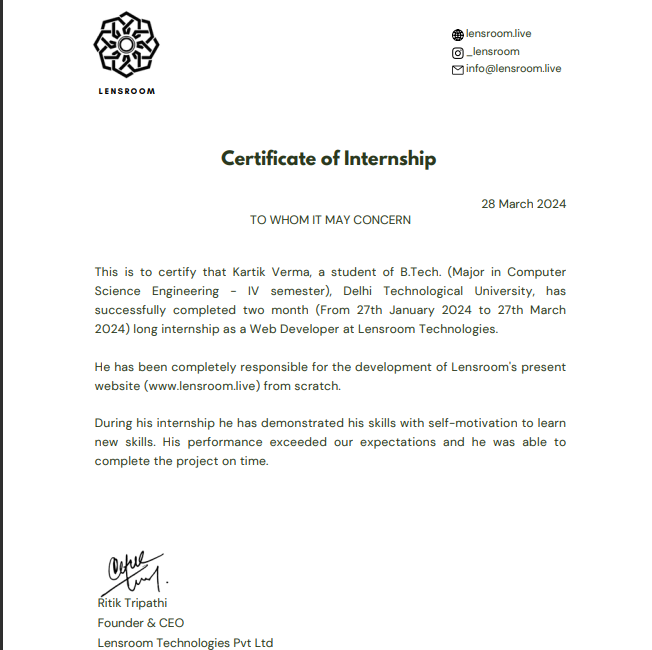 LENSROOM
lensroom.live
_lensroom
info@lensroom.live
Certificate of Internship
28 March 2024
TO WHOM IT MAY CONCERN
This is to certify that Kartik Verma, a student of B.Tech. (Major in Computer
Science Engineering - IV semester), Delhi Technological University, has
successfully completed two month (From 27th January 2024 to 27th March
2024) long internship as a Web Developer at Lensroom Technologies.
He has been completely responsible for the development of Lensroom's present
website (www.lensroom.live) from scratch.
During his internship he has demonstrated his skills with self-motivation to learn
new skills. His performance exceeded our expectations and he was able to
complete the project on time.
Ritik Tripathi
Founder & CEO
Lensroom Technologies Pvt Ltd